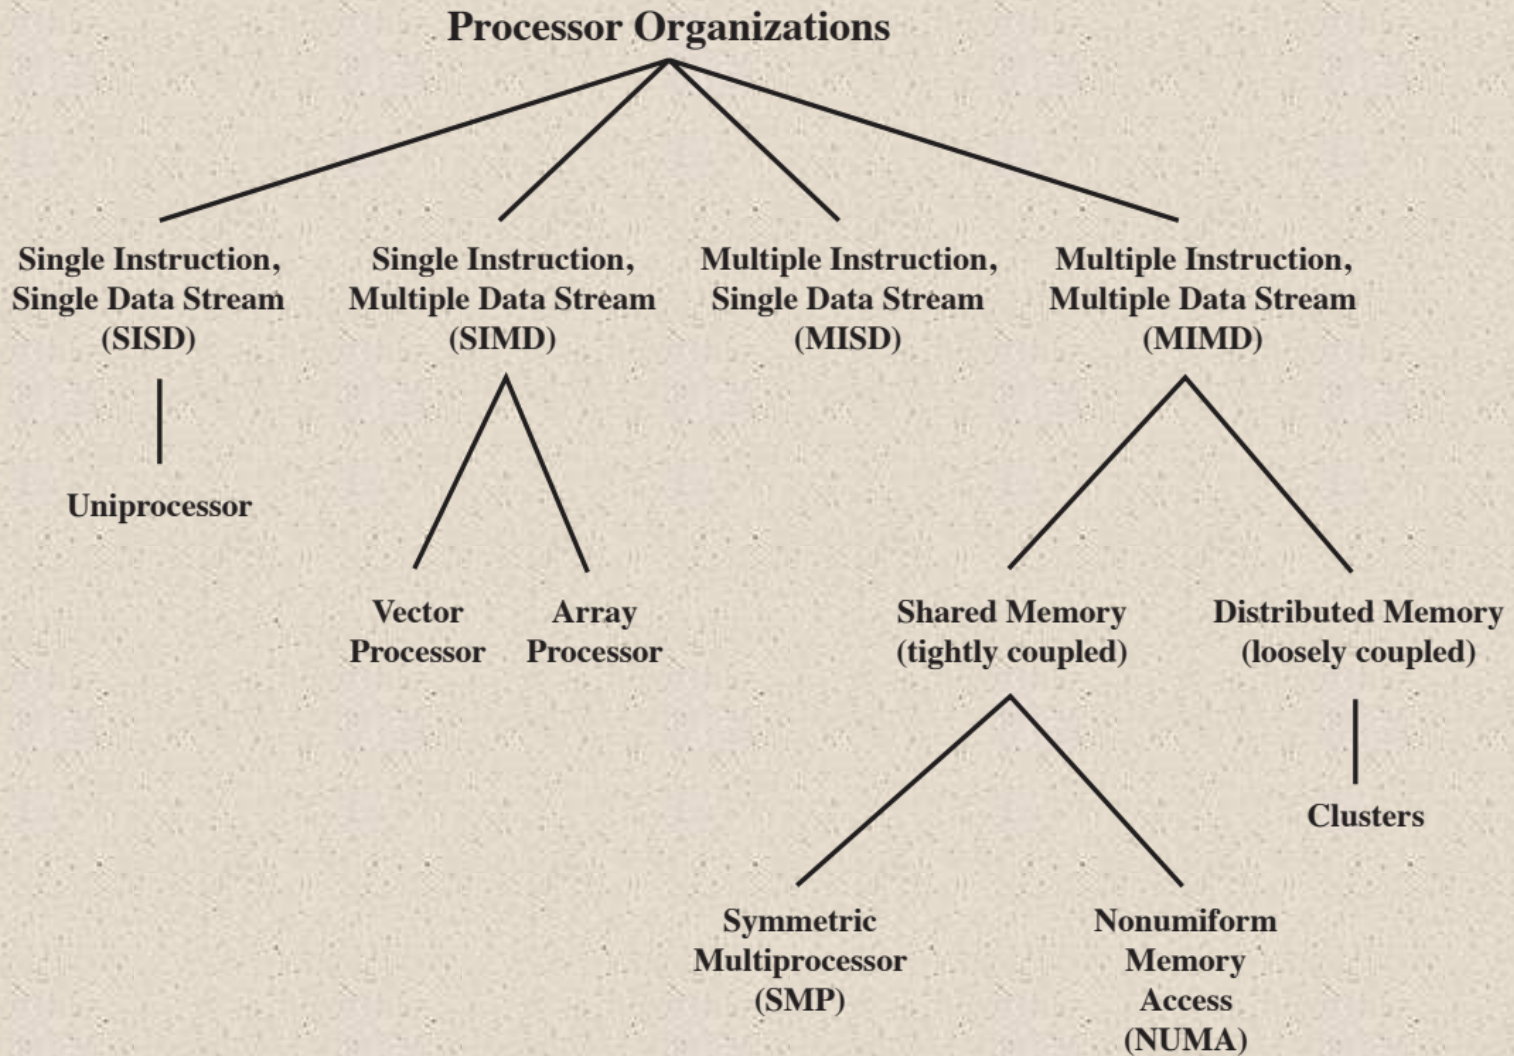 Processor Organizations
Single Instruction,
Single Data Stream
(SISD)
Single Instruction,
Multiple Data Stream
(SIMD)
Multiple Instruction,
Single Data Stream
(MISD)
Multiple Instruction,
Multiple Data Stream
(MIMD)
Uniprocessor
Vector
Processor
Array
Processor
Shared Memory
(tightly coupled)
Distributed Memory
(loosely coupled)
Clusters
Symmetric
Multiprocessor
(SMP)
Nonumiform
Memory
Access
(NUMA)